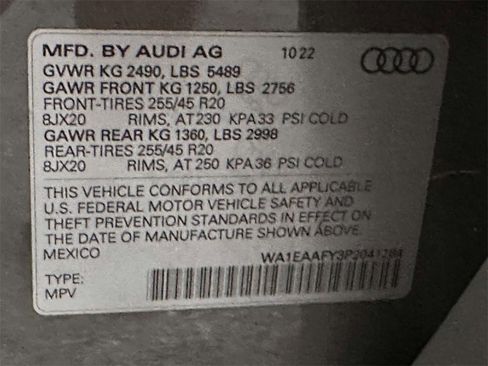 MFD. BY AUDI AG 10 22
GVWR KG 2490, LBS 5489
GAWR FRONT KG 1250, LBS 2756
FRONT-TIRES 255/45 R20
8JX20 RIMS, AT 230 KPA 33 PSI COLD
GAWR REAR KG 1360, LBS 2998
REAR-TIRES 255/45 R20
8JX20 RIMS, AT 250 KPA 36 PSI COLD
THIS VEHICLE CONFORMS TO ALL APPLICABLE
U.S. FEDERAL MOTOR VEHICLE SAFETY AND
THEFT PREVENTION STANDARDS IN EFFECT ON
THE DATE OF MANUFACTURE SHOWN ABOVE.
MEXICO
TYPE:
MPV